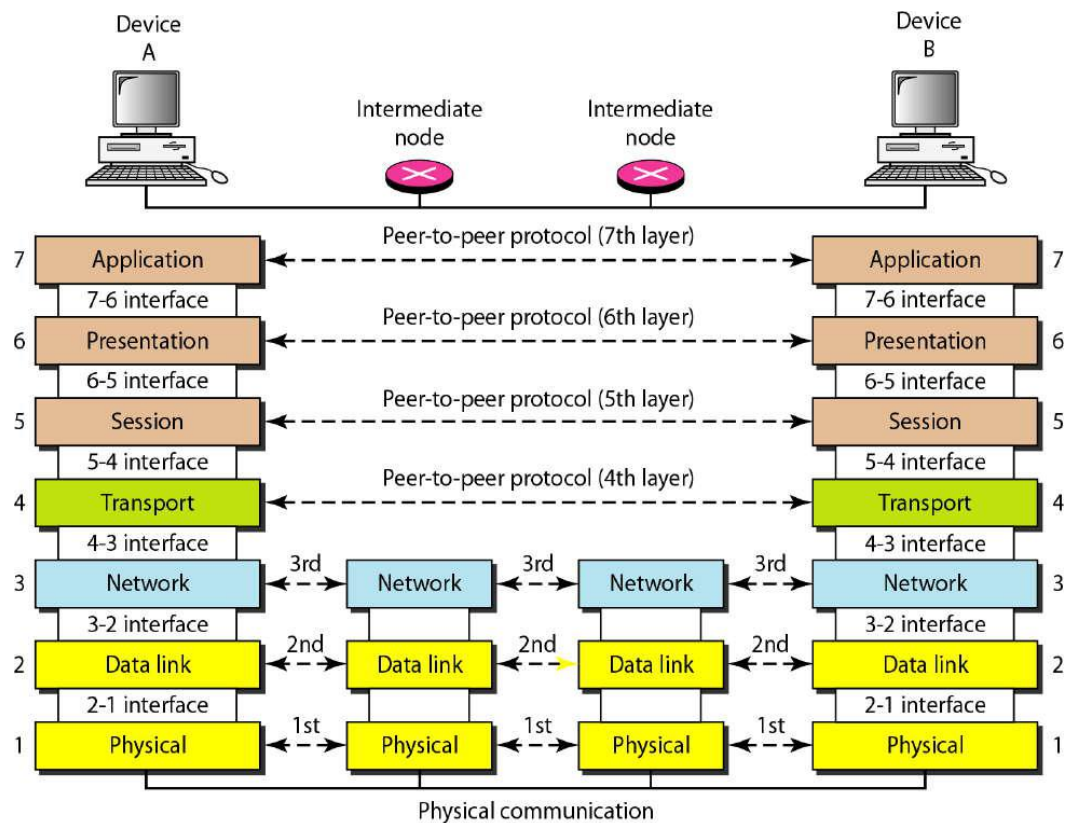 Device
A
Device
B
Intermediate
node
Intermediate
node
Peer-to-peer protocol (7th layer)
7 Application Application 7
7-6 interface 7-6 interface
Peer-to-peer protocol (6th layer)
6 Presentation Presentation 6
6-5 interface 6-5 interface
Peer-to-peer protocol (5th layer)
5 Session Session 5
5-4 interface 5-4 interface
Peer-to-peer protocol (4th layer)
4 Transport Transport 4
4-3 interface 4-3 interface
3rd 3rd 3rd
3 Network Network Network Network 3
3-2 interface 3-2 interface
2nd 2nd 2nd
2 Data link Data link Data link Data link 2
2-1 interface 2-1 interface
1st 1st 1st
1 Physical Physical Physical Physical 1
Physical communication